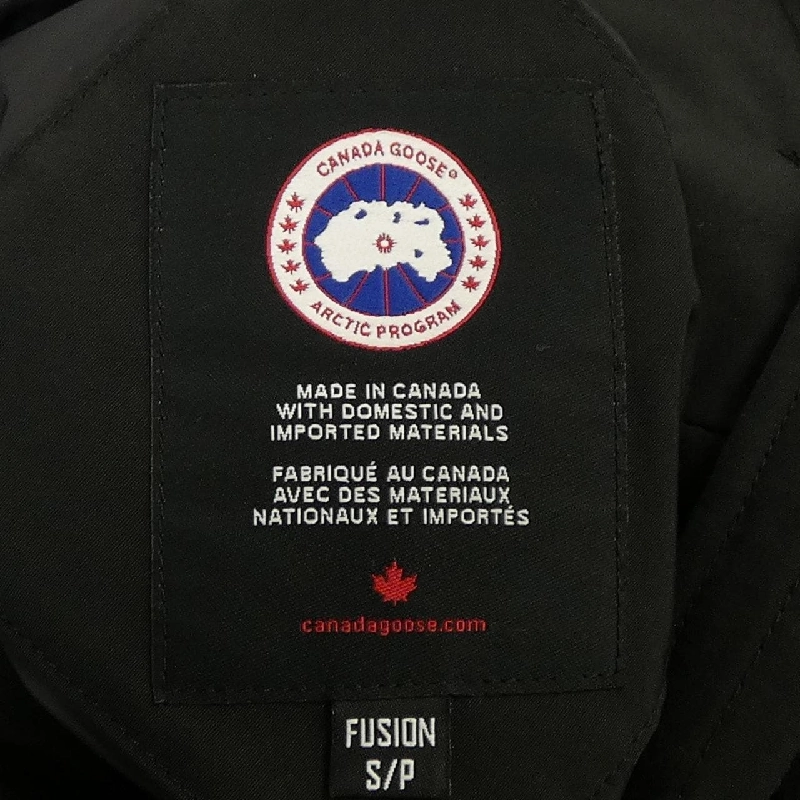 CANADA GOOSE®
ARCTIC PROGRAM
MADE IN CANADA
WITH DOMESTIC AND
IMPORTED MATERIALS
FABRIQUÉ AU CANADA
AVEC DES MATERIAUX
NATIONAUX ET IMPORTÉS
canadagoose.com
FUSION
S/P